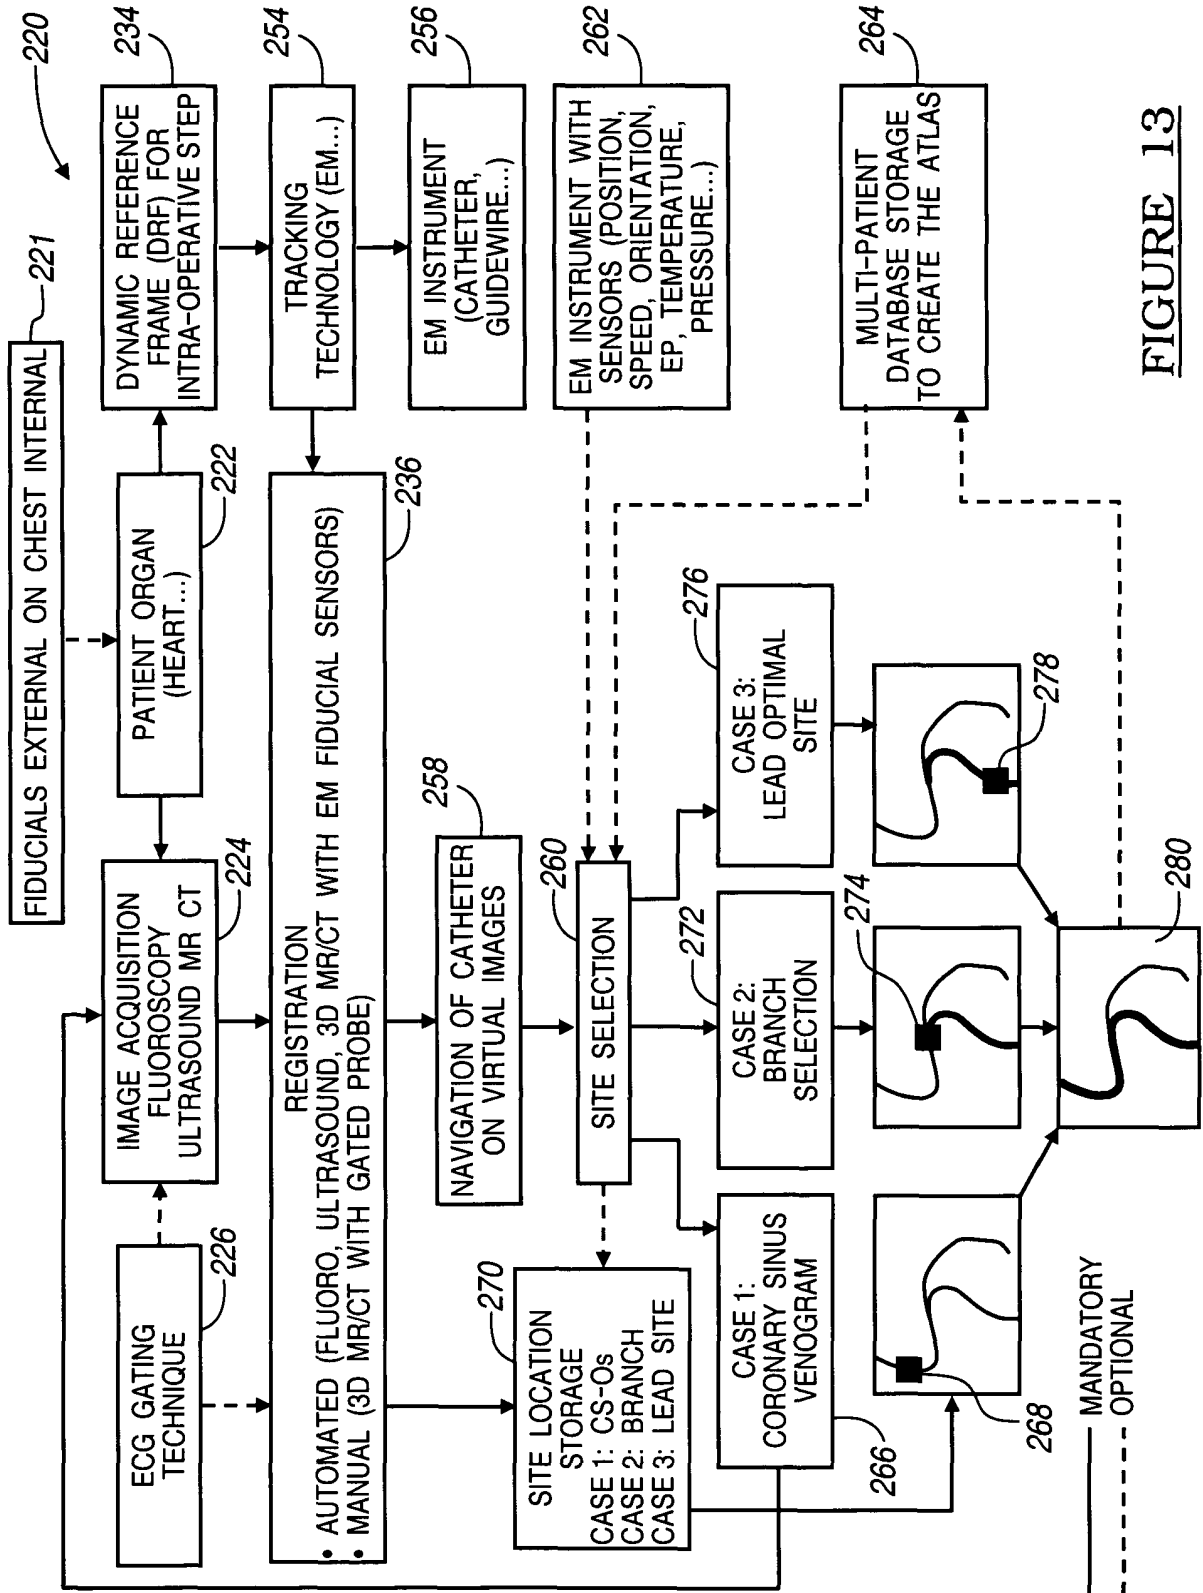 FIDUCIALS EXTERNAL ON CHEST INTERNAL
221
220
ECG GATING
TECHNIQUE
226
IMAGE ACQUISITION
FLUOROSCOPY
ULTRASOUND MR CT
224
PATIENT ORGAN
(HEART...)
222
DYNAMIC REFERENCE
FRAME (DRF) FOR
INTRA-OPERATIVE STEP
234
REGISTRATION
• AUTOMATED (FLUORO, ULTRASOUND, 3D MR/CT WITH EM FIDUCIAL SENSORS)
• MANUAL (3D MR/CT WITH GATED PROBE)
236
TRACKING
TECHNOLOGY (EM...)
254
NAVIGATION OF CATHETER
ON VIRTUAL IMAGES
258
EM INSTRUMENT
(CATHETER,
GUIDEWIRE...)
256
SITE LOCATION
STORAGE
CASE 1: CS-Os
CASE 2: BRANCH
CASE 3: LEAD SITE
270
SITE SELECTION
260
EM INSTRUMENT WITH
SENSORS (POSITION,
SPEED, ORIENTATION,
EP, TEMPERATURE,
PRESSURE...)
262
CASE 1:
CORONARY SINUS
VENOGRAM
266
CASE 2:
BRANCH
SELECTION
272
CASE 3:
LEAD OPTIMAL
SITE
276
MULTI-PATIENT
DATABASE STORAGE
TO CREATE THE ATLAS
264
268
274
278
280
MANDATORY
OPTIONAL
FIGURE 13